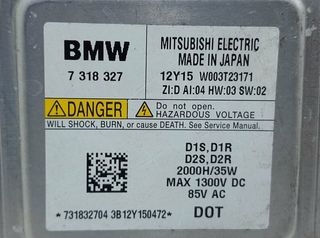 BMW
7 318 327
MITSUBISHI ELECTRIC
MADE IN JAPAN
12Y15 W003T23171
ZI:D AI:04 HW:03 SW:02
DANGER
Do not open.
HAZARDOUS VOLTAGE
WILL SHOCK, BURN, or cause DEATH. See vehicle manual.
D1S,D1R
D2S,D2R
2000H/35W
MAX 1300V DC
85V AC
*731832704 3B12Y150472*
DOT